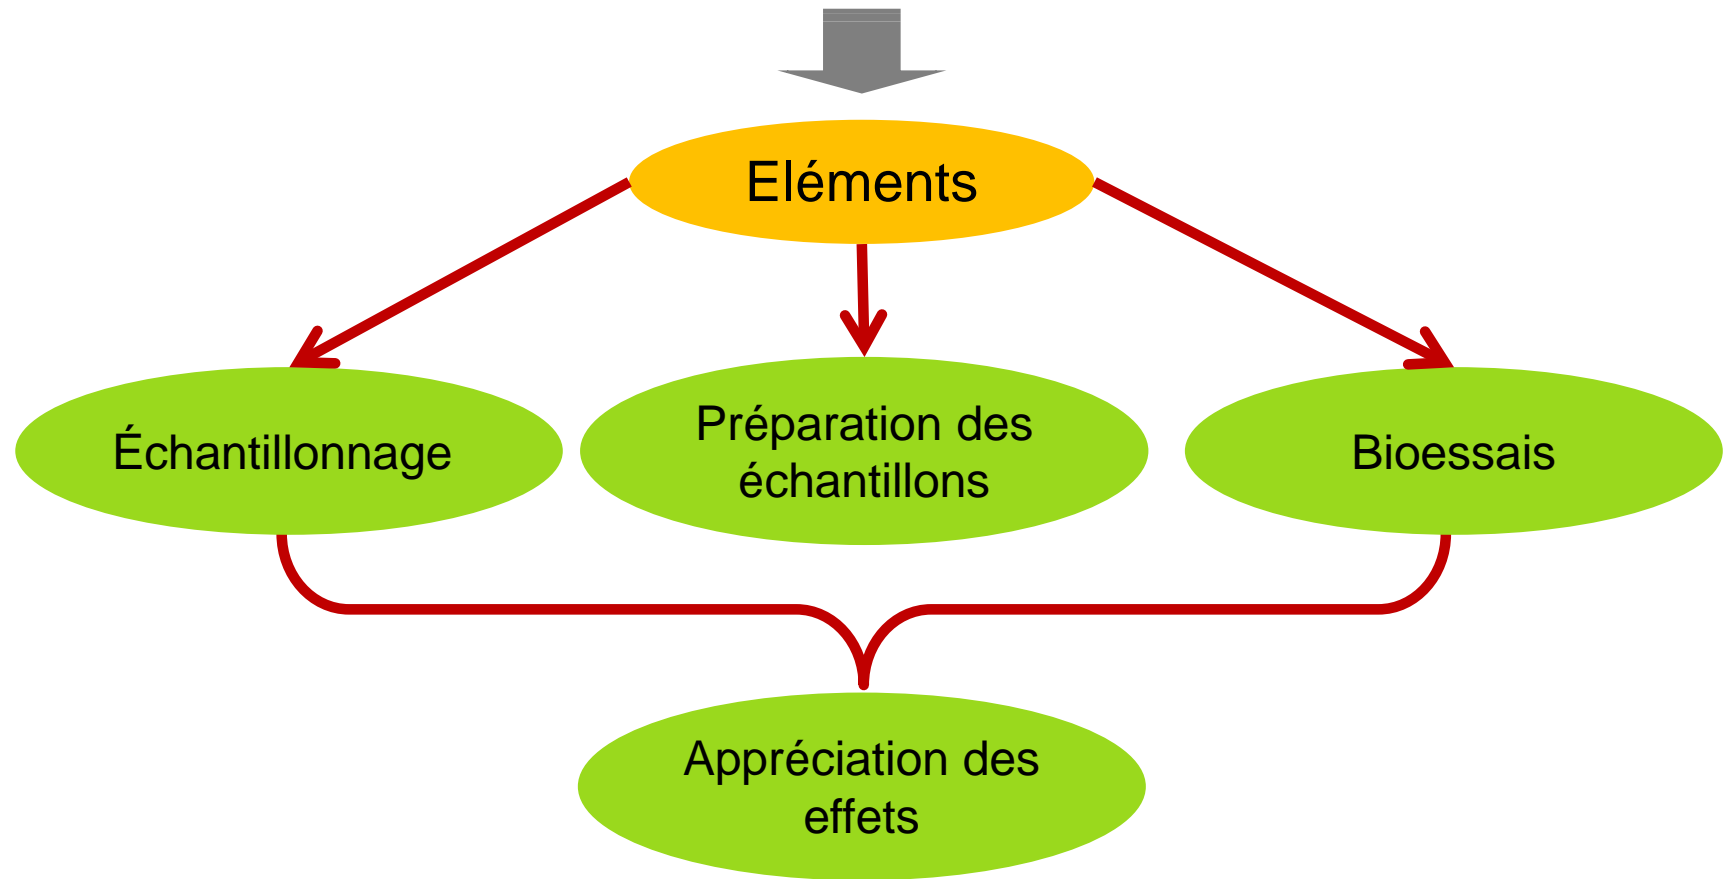 Eléments
Échantillonnage
Préparation des
échantillons
Bioessais
Appréciation des
effets